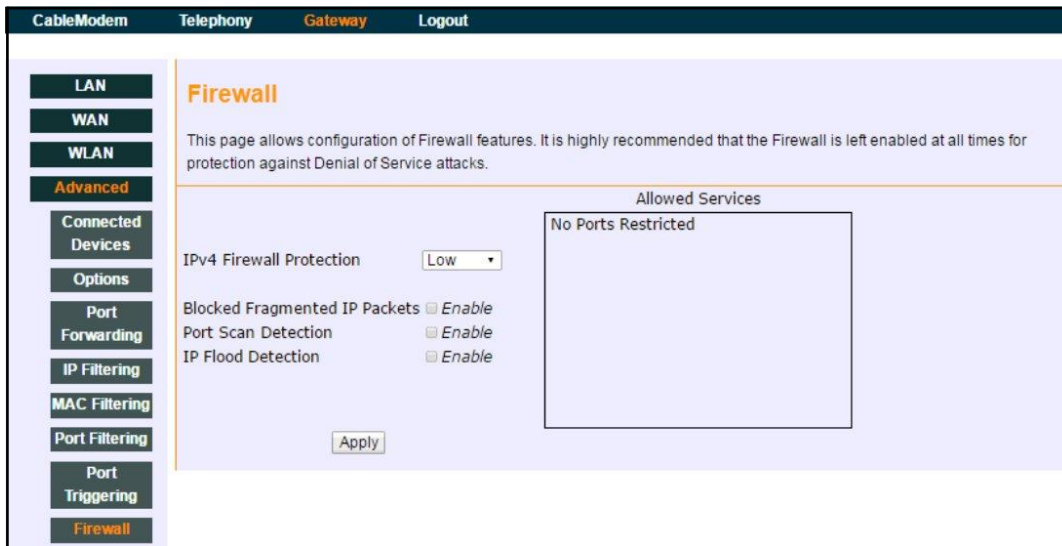 CableModem Telephony Gateway Logout
LAN
WAN
WLAN
Advanced
Connected
Devices
Options
Port
Forwarding
IP Filtering
MAC Filtering
Port Filtering
Port
Triggering
Firewall
Firewall
This page allows configuration of Firewall features. It is highly recommended that the Firewall is left enabled at all times for
protection against Denial of Service attacks.
Allowed Services
No Ports Restricted
IPv4 Firewall Protection Low
Blocked Fragmented IP Packets Enable
Port Scan Detection Enable
IP Flood Detection Enable
Apply